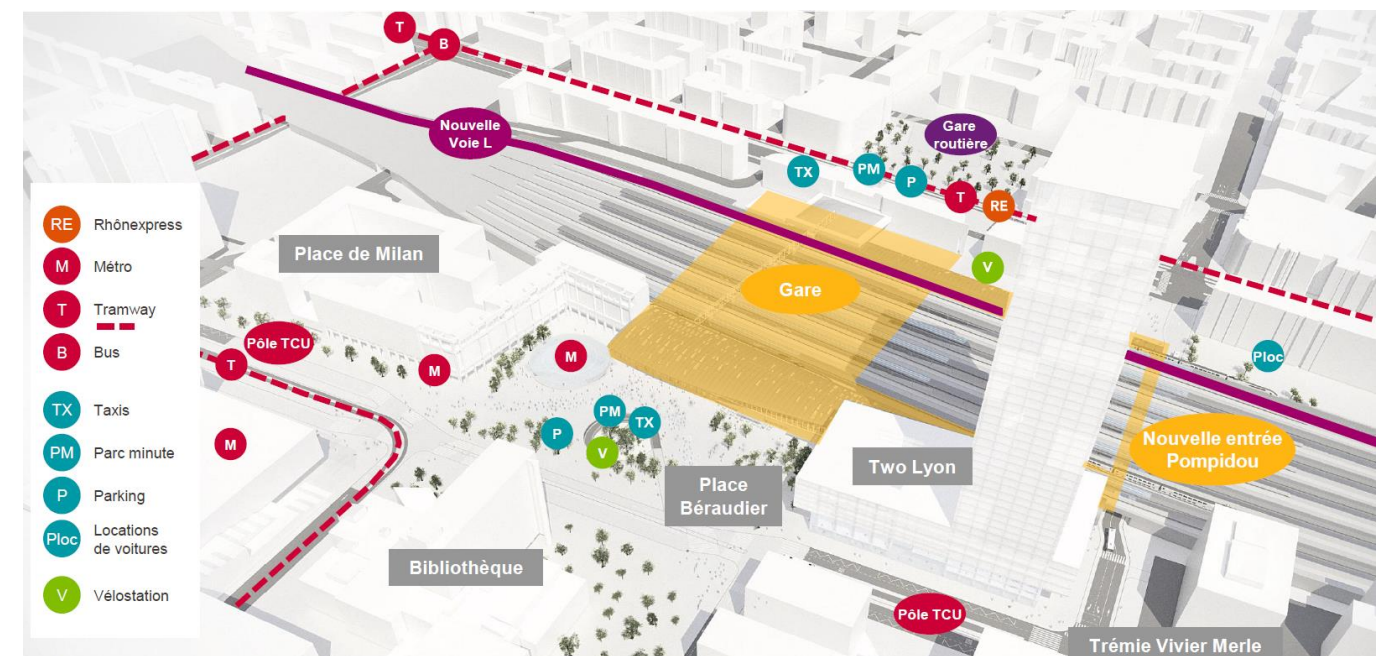 T
B
Nouvelle
Voie L
Gare
routière
TX
PM
P
T
RE
V
Gare
RE Rhônexpress
M Métro
T Tramway
B Bus
TX Taxis
PM Parc minute
P Parking
Ploc Locations
de voitures
V Vélostation
Place de Milan
Pôle TCU
T
M
M
M
PM
TX
P
V
Ploc
Nouvelle entrée
Pompidou
Two Lyon
Place
Béraudier
Bibliothèque
Pôle TCU
Trémie Vivier Merle